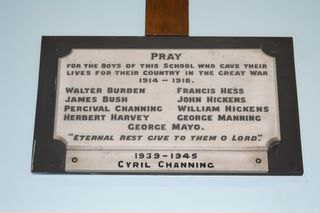 PRAY
FOR THE BOYS OF THIS SCHOOL WHO GAVE THEIR
LIVES FOR THEIR COUNTRY IN THE GREAT WAR
1914 - 1918.
WALTER BURDEN FRANCIS HESS
JAMES BUSH JOHN HICKENS
PERCIVAL CHANNING WILLIAM HICKENS
HERBERT HARVEY GEORGE MANNING
GEORGE MAYO.
"ETERNAL REST GIVE TO THEM O LORD".
1939-1945
CYRIL CHANNING